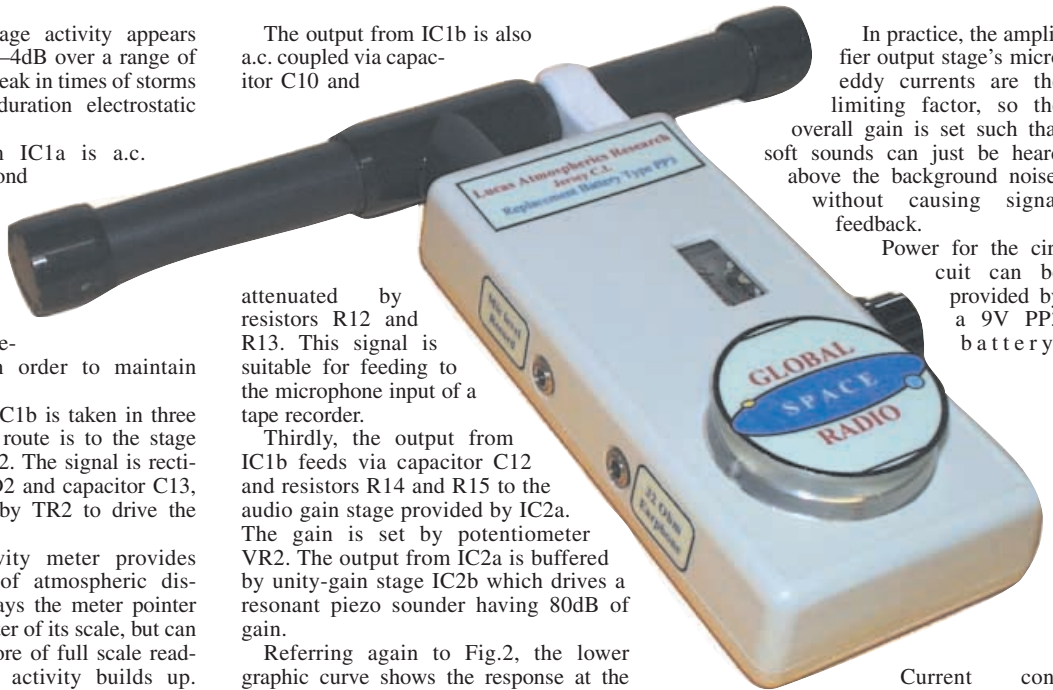 age activity appears
–4dB over a range of
eak in times of storms
duration electrostatic
IC1a is a.c.
ond
e-
order to maintain
C1b is taken in three
route is to the stage
2. The signal is recti-
D2 and capacitor C13,
by TR2 to drive the
vity meter provides
of atmospheric dis-
ays the meter pointer
ter of its scale, but can
ore of full scale read-
activity builds up.
The output from IC1b is also
a.c. coupled via capac-
itor C10 and
attenuated by
resistors R12 and
R13. This signal is
suitable for feeding to
the microphone input of a
tape recorder.
Thirdly, the output from
IC1b feeds via capacitor C12
and resistors R14 and R15 to the
audio gain stage provided by IC2a.
The gain is set by potentiometer
VR2. The output from IC2a is buffered
by unity-gain stage IC2b which drives a
resonant piezo sounder having 80dB of
gain.
Referring again to Fig.2, the lower
graphic curve shows the response at the
Lucas Atmospherics Research
Jersey C.I.
Replacement Battery Type PP3
Mic level
Record
GLOBAL
SPACE
RADIO
32 Ohm
Earphone
In practice, the ampli
fier output stage's micro
eddy currents are th
limiting factor, so th
overall gain is set such tha
soft sounds can just be hear
above the background noise
without causing signa
feedback.
Power for the cir
cuit can b
provided b
a 9V PP3
battery
Current con